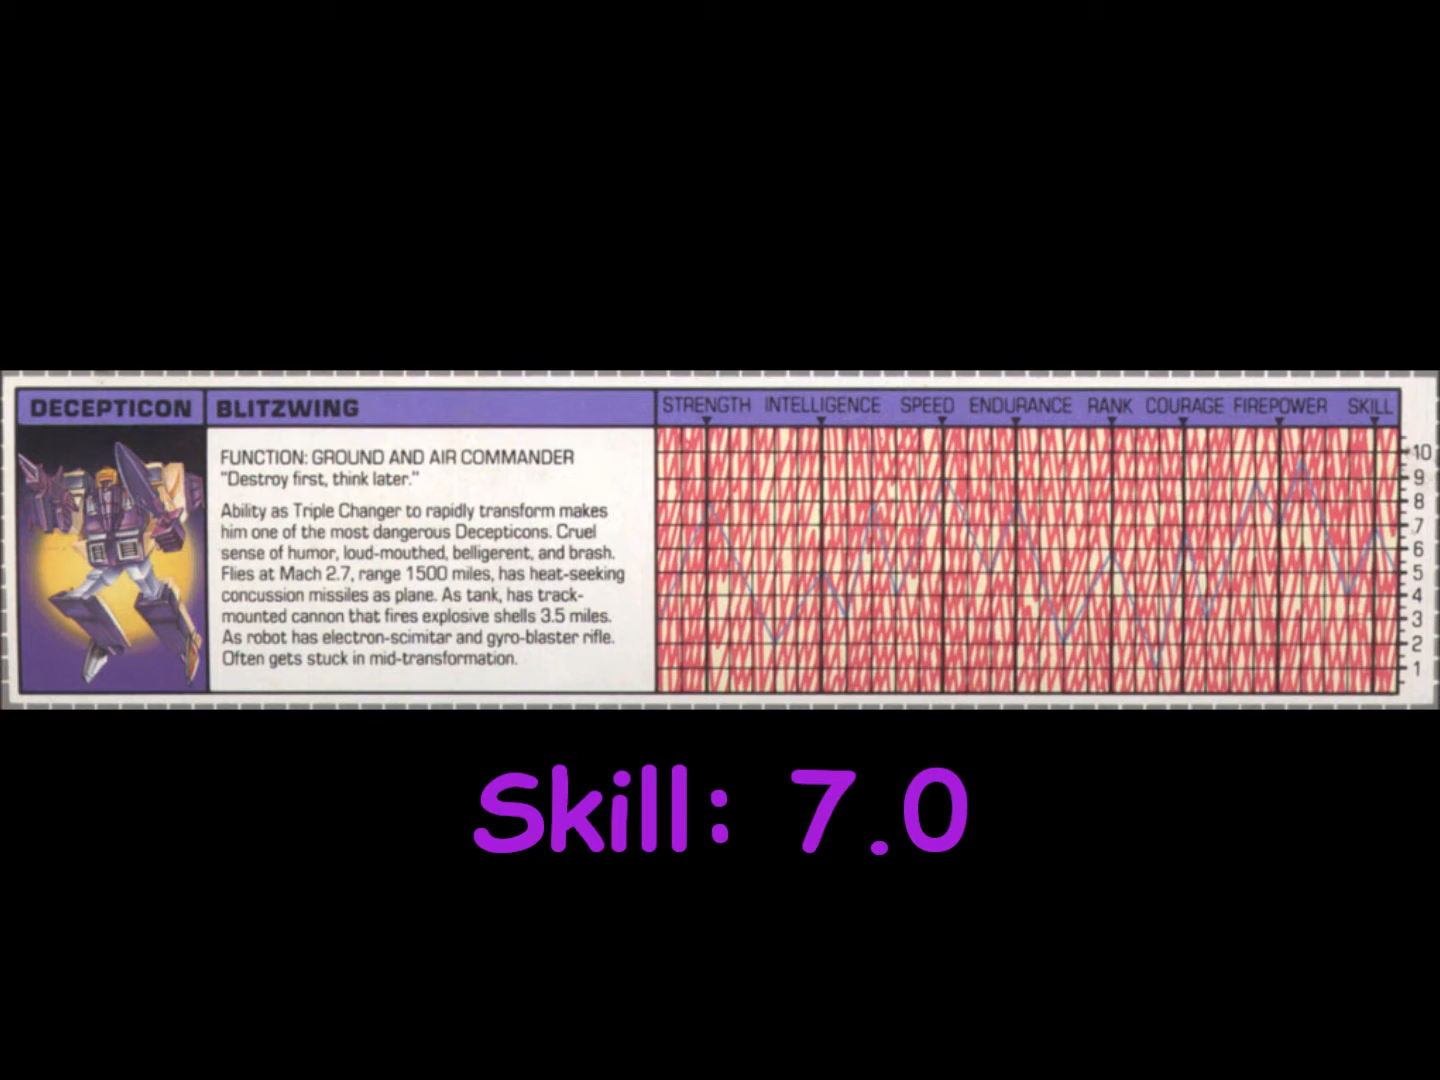 DECEPTICON
BLITZWING
STRENGTH INTELLIGENCE SPEED ENDURANCE RANK COURAGE FIREPOWER SKILL
FUNCTION: GROUND AND AIR COMMANDER
"Destroy first, think later."
Ability as Triple Changer to rapidly transform makes
him one of the most dangerous Decepticons. Cruel
sense of humor, loud-mouthed, belligerent, and brash.
Flies at Mach 2.7, range 1500 miles, has heat-seeking
concussion missiles as plane. As tank, has track-
mounted cannon that fires explosive shells 3.5 miles.
As robot has electron-scimitar and gyro-blaster rifle.
Often gets stuck in mid-transformation.
10
9
8
7
6
5
4
3
2
1
Skill: 7.0